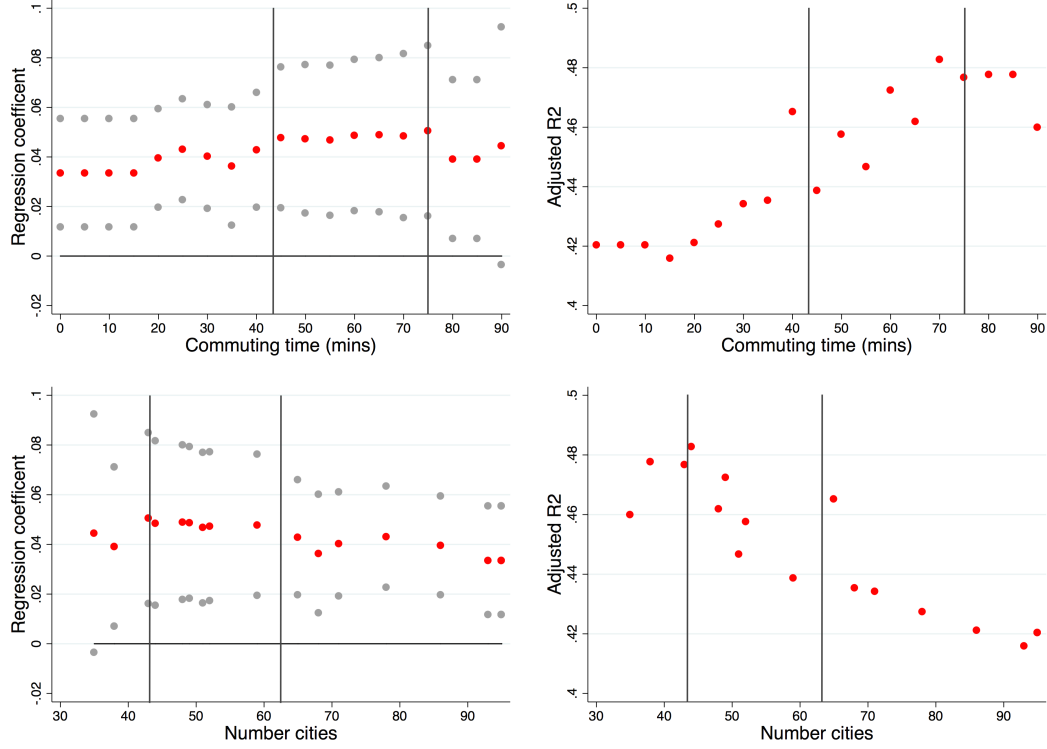 Regression coefficent
.1
.08
.06
.04
.02
0
-.02
0 10 20 30 40 50 60 70 80 90
Commuting time (mins)
Adjusted R2
.5
.48
.46
.44
.42
.4
0 10 20 30 40 50 60 70 80 90
Commuting time (mins)
Regression coefficent
.1
.08
.06
.04
.02
0
-.02
30 40 50 60 70 80 90
Number cities
Adjusted R2
.5
.48
.46
.44
.42
.4
30 40 50 60 70 80 90
Number cities